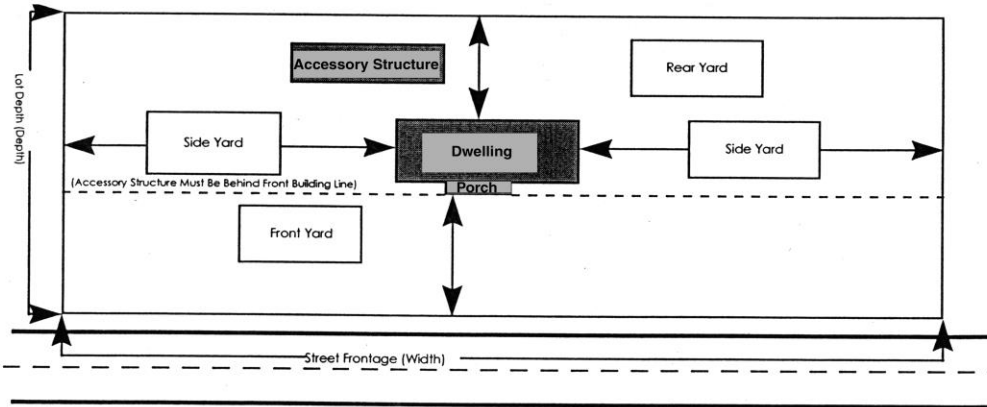 Accessory Structure
Rear Yard
Lot Depth (Depth)
Side Yard
Dwelling
Side Yard
(Accessory Structure Must Be Behind Front Building Line)
Porch
Front Yard
Street Frontage (Width)